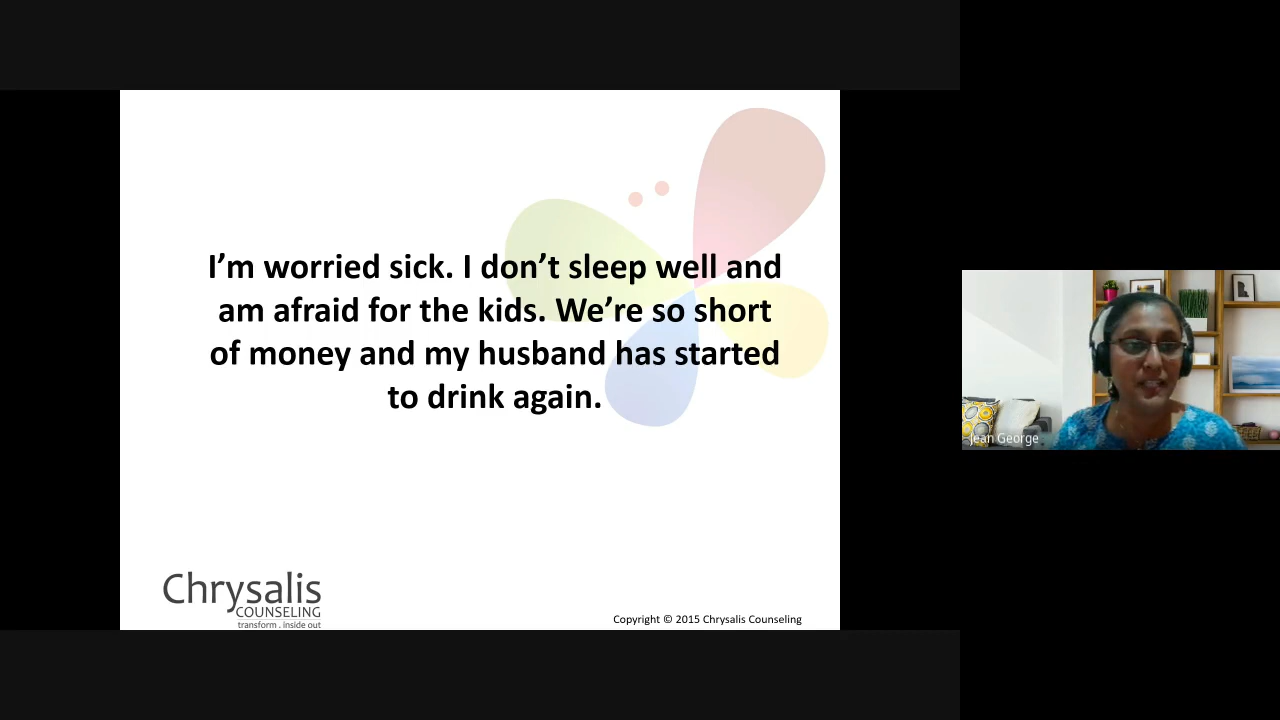 I'm worried sick. I don't sleep well and
am afraid for the kids. We're so short
of money and my husband has started
to drink again.
Chrysalis
COUNSELING
transform . inside out
Copyright © 2015 Chrysalis Counseling
Jean George